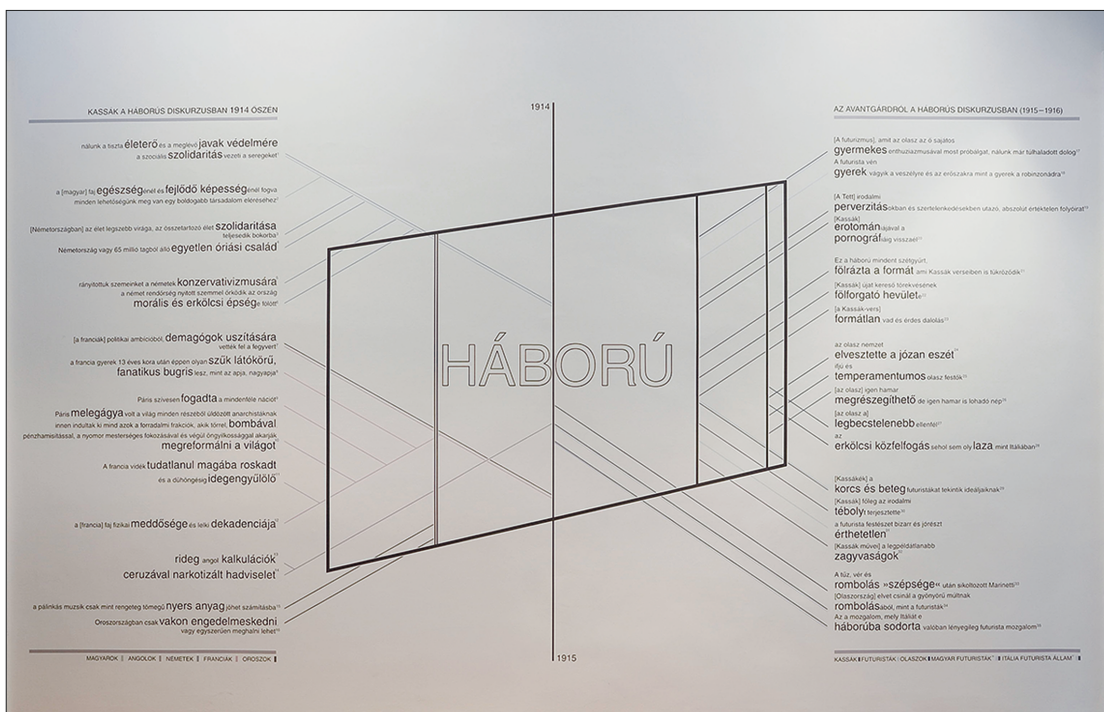 KASSÁK A HÁBORÚS DISKURZUSBAN 1914 ŐSZÉN
nálunk a tiszta életerő és a meglévő javak védelmére
a szociális szolidaritás vezeti a seregeket
a [magyar] faj egészségénél és fejlődő képességénél fogva
minden lehetőségünk meg van egy boldogabb társadalom eléréséhez
[Németországban] az élet legszebb virága, az összetartozó élet szolidaritása
teljesedik bokorba
Németország vagy 65 millió tagból álló egyetlen óriási család
rányitottuk szemeinket a németek konzervativizmusára
a német rendőrség nyitott szemmel őrködik az ország
morális és erkölcsi épsége fölött
[a franciák] politikai ambícióból, demagógok uszítására
vették fel a fegyvert
a francia gyerek 13 éves kora után éppen olyan szűk látókörű,
fanatikus bugris lesz, mint az apja, nagyapja
Páris szívesen fogadta a mindenféle nációt
Páris melegágya volt a világ minden részéből üldözött anarchistáknak
innen indultak ki mind azok a forradalmi frakciók, akik tőrrel, bombával
pénzhamisítással, a nyomor mesterséges fokozásával és végül öngyilkossággal akarják
megreformálni a világot
A francia vidék tudatlanul magába roskadt
és a dühöngésig idegengyűlölő
a [francia] faj fizikai meddősége és lelki dekadenciája
rideg angol kalkulációk
ceruzával narkotizált hadviselet
a pálinkás muzsik csak mint rengeteg tömegű nyers anyag jöhet számításba
Oroszországban csak vakon engedelmeskedni
vagy egyszerűen meghalni lehet
MAGYAROK ANGOLOK NÉMETEK FRANCIÁK OROSZOK
1914
HÁBORÚ
1915
AZ AVANTGÁRDRÓL A HÁBORÚS DISKURZUSBAN (1915–1916)
[A futurizmus], amit az olasz az ő sajátos
gyermekes enthuziazmusával most próbálgat, nálunk már túlhaladott dolog
A futurista vén
gyerek vágyik a veszélyre és az erőszakra mint a gyerek a robinzonádra
[A Tett] irodalmi
perverzitásokban és szertelenkedésekben utazó, abszolút értéktelen folyóirat
[Kassák]
erotomániájával a
pornográfiáig visszaél
Ez a háború mindent szétgyúrt,
fölrázta a formát ami Kassák verseiben is tükröződik
[Kassák] újat kereső törekvésének
fölforgató hevülete
[a Kassák-vers]
formátlan vad és érdes dalolás
az olasz nemzet
elvesztette a józan eszét
ifjú és
temperamentumos olasz festők
[az olasz] igen hamar
megrészegíthető de igen hamar is lohadó nép
[az olasz a]
legbecstelenebb ellenfél
az
erkölcsi közfelfogás sehol sem oly laza mint Itáliában
[Kassákék] a
korcs és beteg futuristákat tekintik ideáljaiknak
[Kassák] főleg az irodalmi
tébolyt terjesztette
a futurista festészet bizarr és jórészt
érthetetlen
[Kassák művei] a legpéldátlanabb
zagyvaságok
A tűz, vér és
rombolás »szépsége« után sikoltozott Marinetti
[Olaszország] elvet csinál a gyönyörű múltnak
rombolásából, mint a futuristák
Az a mozgalom, mely Itáliát e
háborúba sodorta valóban lényegileg futurista mozgalom
KASSÁK FUTURISTÁK OLASZOK MAGYAR FUTURISTÁK ITÁLIA FUTURISTA ÁLLAM